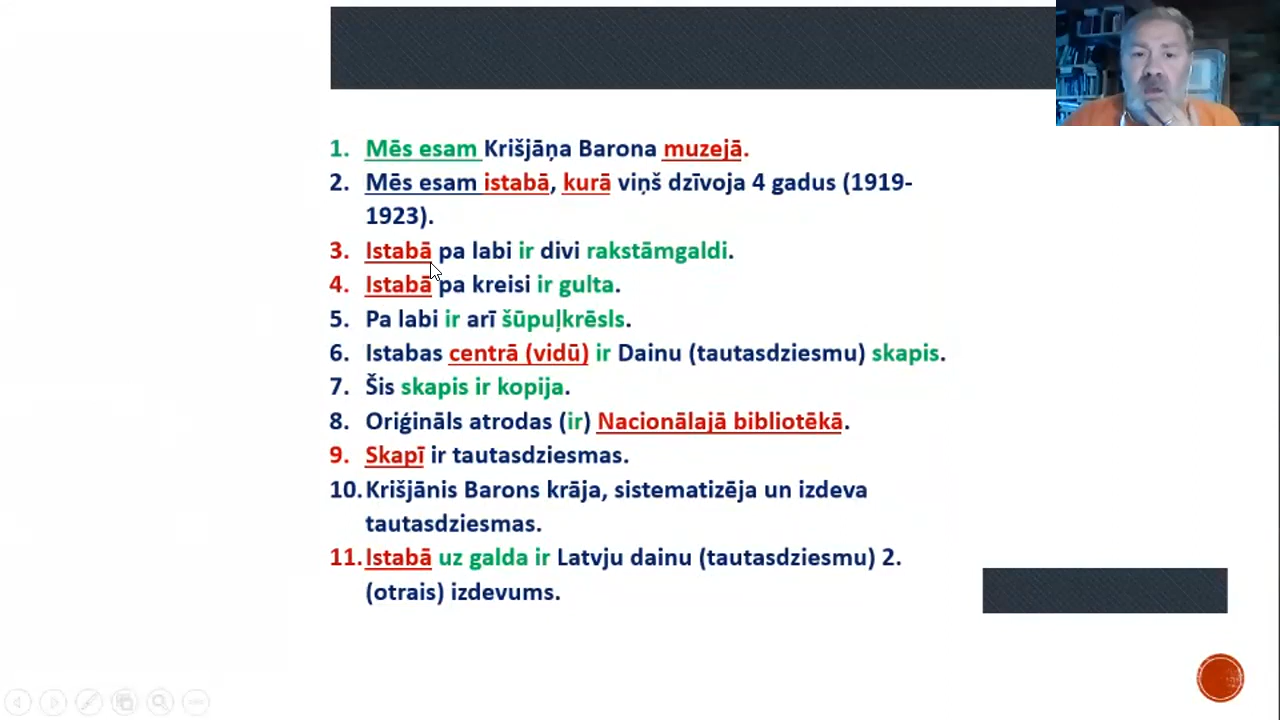 1. Mēs esam Krišjāņa Barona muzejā.
2. Mēs esam istabā, kurā viņš dzīvoja 4 gadus (1919-
1923).
3. Istabā pa labi ir divi rakstāmgaldi.
4. Istabā pa kreisi ir gulta.
5. Pa labi ir arī šūpuļkrēsls.
6. Istabas centrā (vidū) ir Dainu (tautasdziesmu) skapis.
7. Šis skapis ir kopija.
8. Oriģināls atrodas (ir) Nacionālajā bibliotēkā.
9. Skapī ir tautasdziesmas.
10. Krišjānis Barons krāja, sistematizēja un izdeva
tautasdziesmas.
11. Istabā uz galda ir Latvju dainu (tautasdziesmu) 2.
(otrais) izdevums.